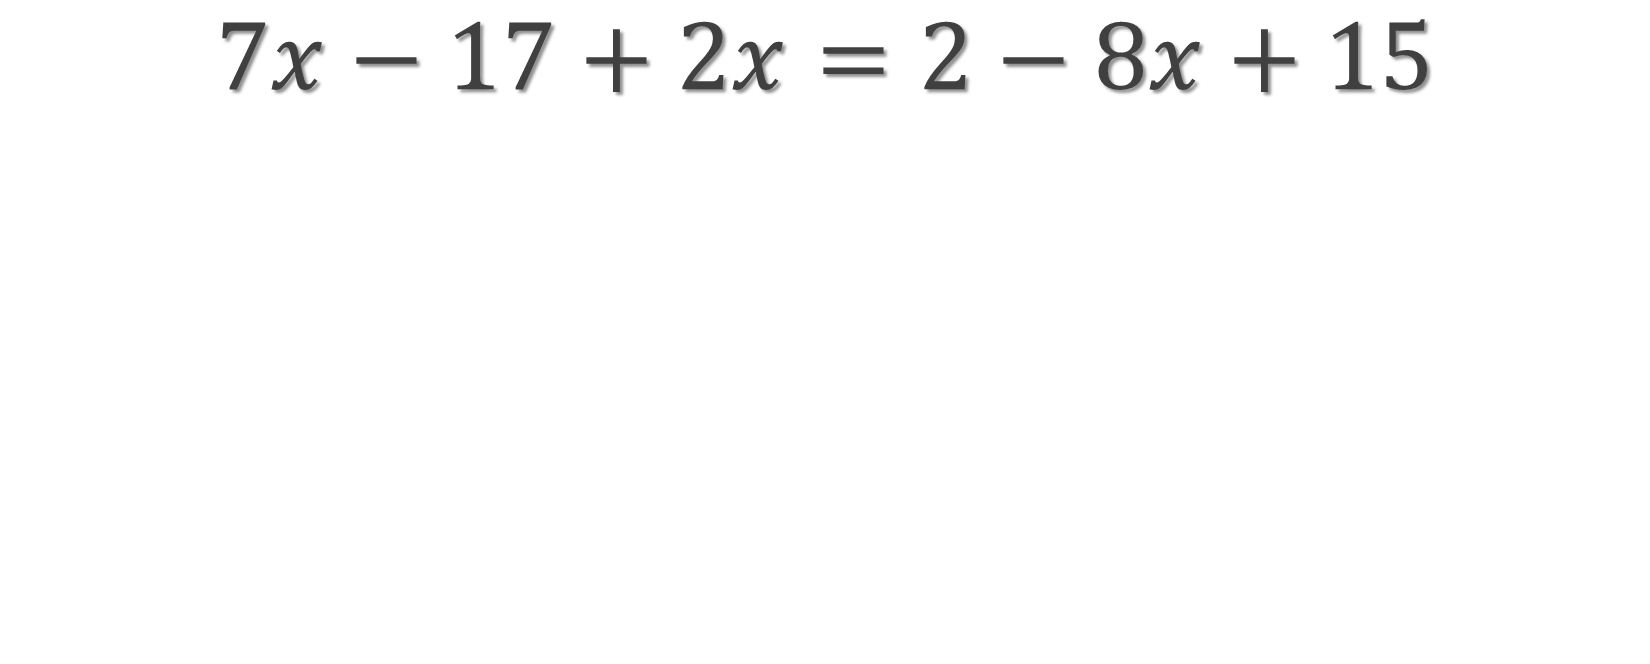 7x − 17 + 2x = 2 − 8x + 15